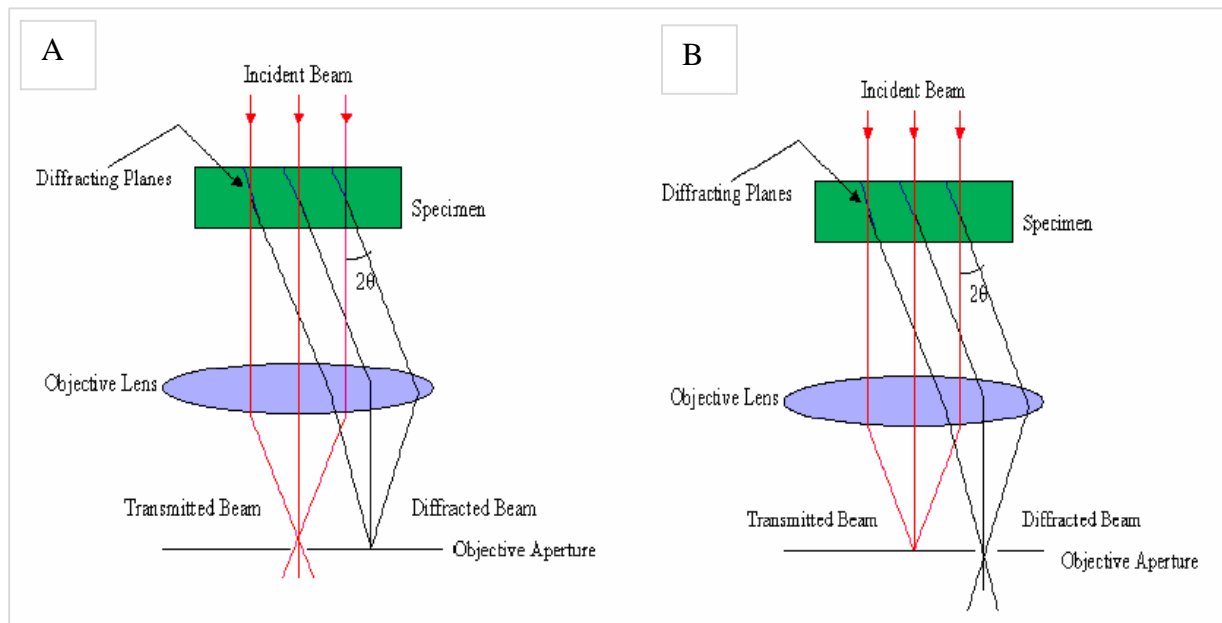 A
Incident Beam
Diffracting Planes
Specimen
2θ
Objective Lens
Transmitted Beam
Diffracted Beam
Objective Aperture
B
Incident Beam
Diffracting Planes
Specimen
2θ
Objective Lens
Transmitted Beam
Diffracted Beam
Objective Aperture